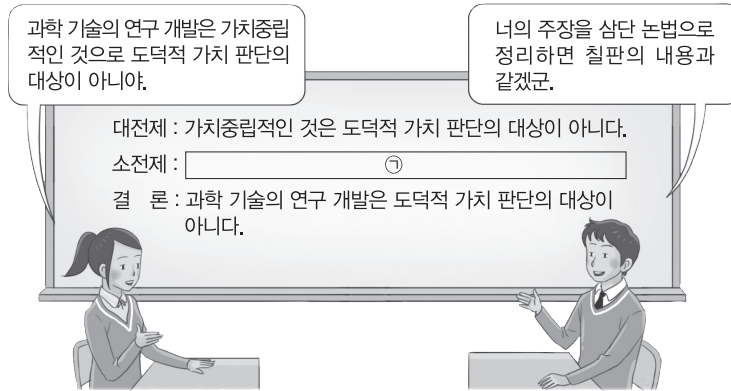 과학 기술의 연구 개발은 가치중립
적인 것으로 도덕적 가치 판단의
대상이 아니야.
너의 주장을 삼단 논법으로
정리하면 칠판의 내용과
같겠군.
대전제 : 가치중립적인 것은 도덕적 가치 판단의 대상이 아니다.
소전제 : ㉠
결 론 : 과학 기술의 연구 개발은 도덕적 가치 판단의 대상이
아니다.